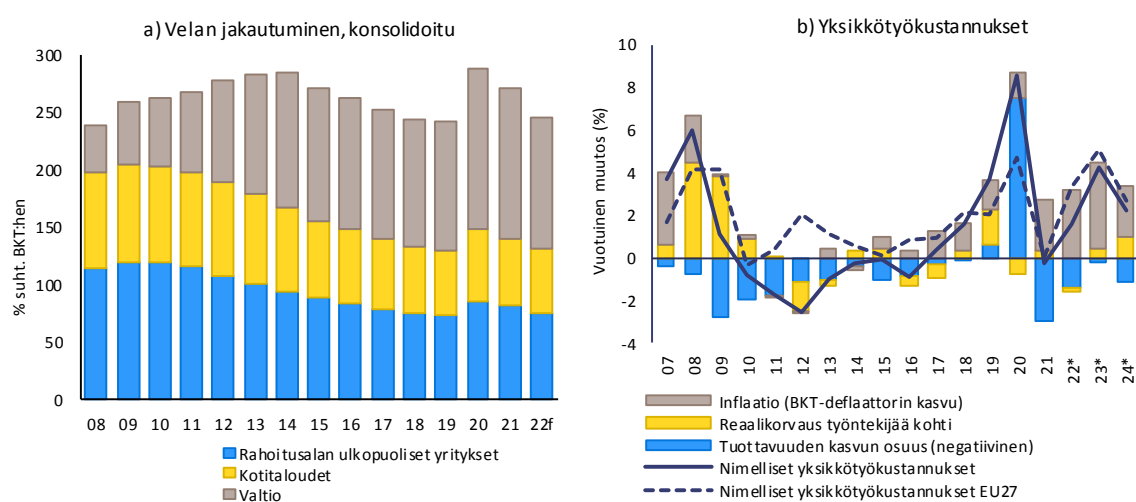 a) Velan jakautuminen, konsolidoitu
% suht. BKT:hen
300
250
200
150
100
50
0
08 09 10 11 12 13 14 15 16 17 18 19 20 21 22f
Rahoitusalan ulkopuoliset yritykset
Kotitaloudet
Valtio
b) Yksikkötyökustannukset
Vuotuinen muutos (%)
10
8
6
4
2
0
-2
-4
07 08 09 10 11 12 13 14 15 16 17 18 19 20 21 22* 23* 24*
Inflaatio (BKT-deflaattorin kasvu)
Reaalikorvaus työntekijää kohti
Tuottavuuden kasvun osuus (negatiivinen)
Nimelliset yksikkötyökustannukset
Nimelliset yksikkötyökustannukset EU27